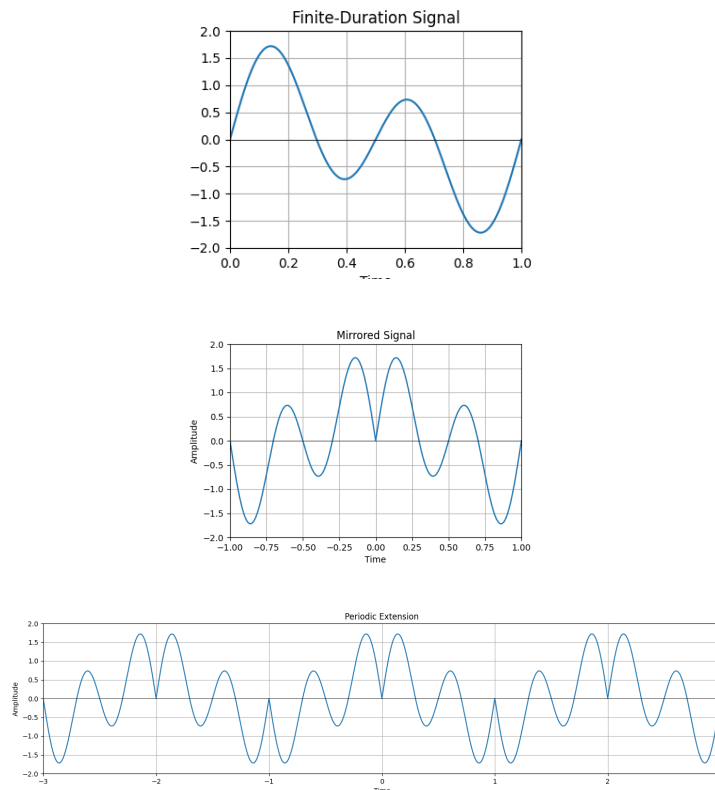 Finite-Duration Signal
2.0
1.5
1.0
0.5
0.0
−0.5
−1.0
−1.5
−2.0
0.0 0.2 0.4 0.6 0.8 1.0
Time
Mirrored Signal
2.0
1.5
1.0
0.5
0.0
−0.5
−1.0
−1.5
−2.0
Amplitude
−1.00 −0.75 −0.50 −0.25 0.00 0.25 0.50 0.75 1.00
Time
Periodic Extension
2.0
1.5
1.0
0.5
0.0
−0.5
−1.0
−1.5
−2.0
Amplitude
−3 −2 −1 0 1 2
Time